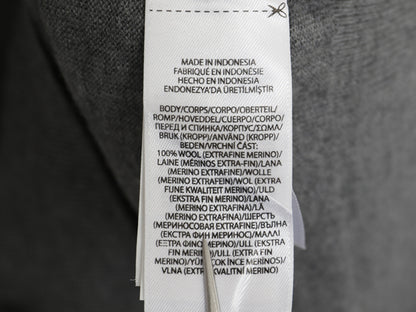 MADE IN INDONESIA
FABRIQUÉ EN INDONÉSIE
HECHO EN INDONESIA
ENDONEZYA'DA ÜRETİLMİŞTİR
BODY/CORPS/CORPO/OBERTEIL/
ROMP/HOVEDDEL/CUERPO/CORPO/
ПЕРЕД И СПИНКА/КОРПУС/ΣΩΜΑ/
BRUK (KROPP)/ANVÄND (KROPP)/
BEDEN/VRCHNÍ ČÁST:
100% WOOL (EXTRAFINE MERINO)/
LAINE (MÉRINOS EXTRA-FIN)/LANA
(MERINO EXTRAFINE)/WOLLE
(MERINO EXTRAFEIN)/WOL (EXTRA
FIJNE KWALITEIT MERINO)/ULD
(EKSTRA FIN MERINO)/LANA
(MERINO EXTRAFINA)/LÃ
(MERINO EXTRAFINA)/ШЕРСТЬ
(МЕРИНОСОВАЯ EXTRAFINE)/ВЪЛНА
(ЕКСТРА ФИН МЕРИНОС)/ΜΑΛΛΙ
(ΕΞΤΡΑ ΦΙΝΟ ΜΕΡΙΝΟ)/ULL (EKSTRA
FIN MERINO)/ULL (EXTRA FIN
MERINO)/YÜN (ÇOK İNCE MERİNOS)/
VLNA (EXTRA KVALITNÍ MERINO)